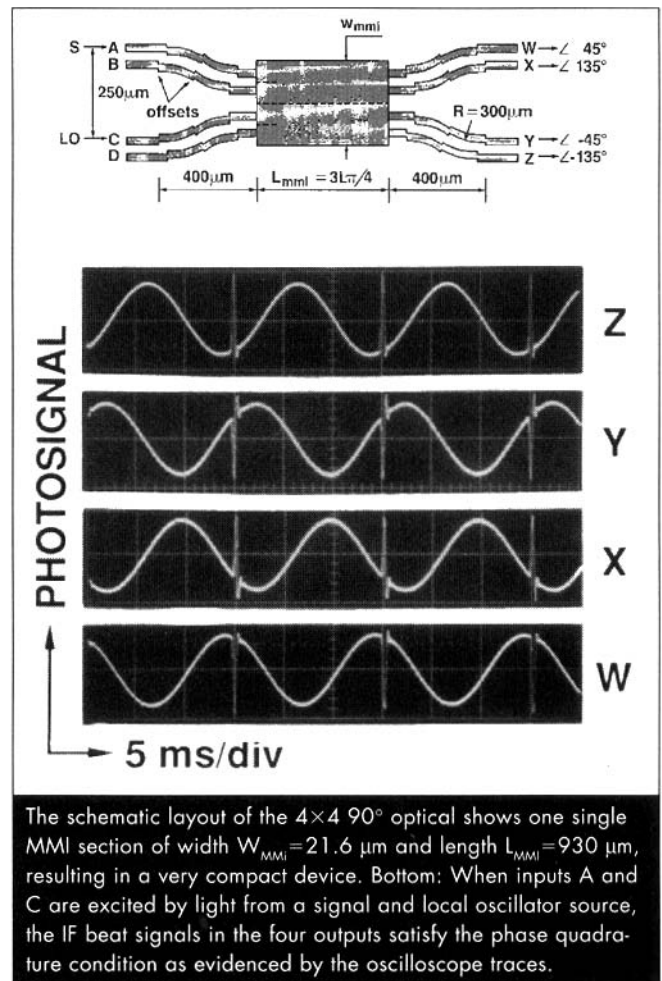 Wmmi
S A
B
250µm
offsets
LO C
D
W ∠ 45°
X ∠ 135°
R=300µm
Y ∠ -45°
Z ∠-135°
400µm
Lmmi = 3Lπ/4
400µm
PHOTOSIGNAL
Z
Y
X
W
5 ms/div
The schematic layout of the 4×4 90° optical shows one single
MMI section of width WMMi=21.6 µm and length LMMI=930 µm,
resulting in a very compact device. Bottom: When inputs A and
C are excited by light from a signal and local oscillator source,
the IF beat signals in the four outputs satisfy the phase quadra-
ture condition as evidenced by the oscilloscope traces.